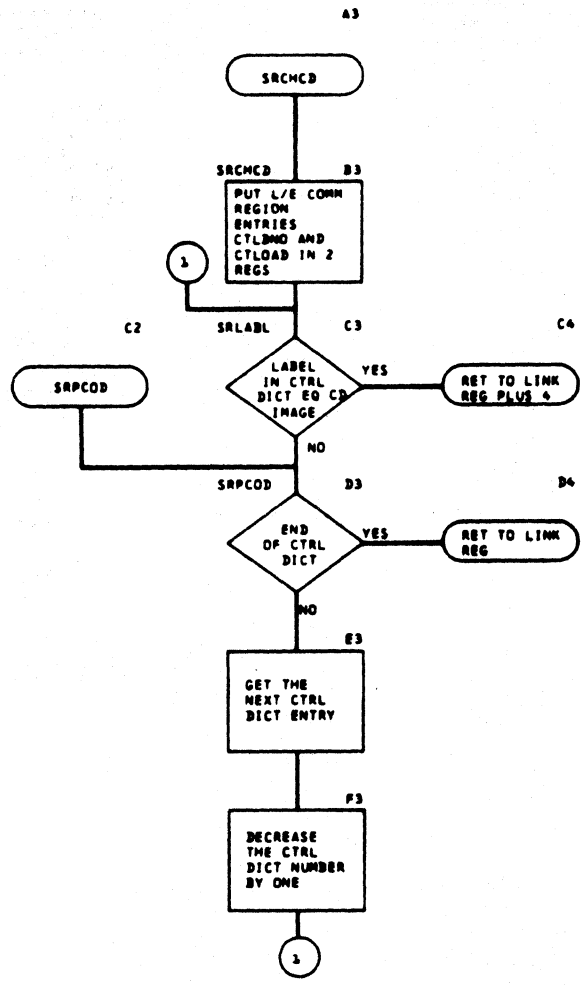 A3
SRCHCD
SRCHCD B3
PUT L/E COMM
REGION
ENTRIES
CTLDNO AND
CTLOAD IN 2
REGS
1
C2 SRLABL C3 C4
LABEL
IN CTRL
DICT EQ CD
IMAGE
YES
RET TO LINK
REG PLUS 4
SRPCOD
NO
SRPCOD D3 D4
END
OF CTRL
DICT
YES
RET TO LINK
REG
NO
E3
GET THE
NEXT CTRL
DICT ENTRY
F3
DECREASE
THE CTRL
DICT NUMBER
BY ONE
1